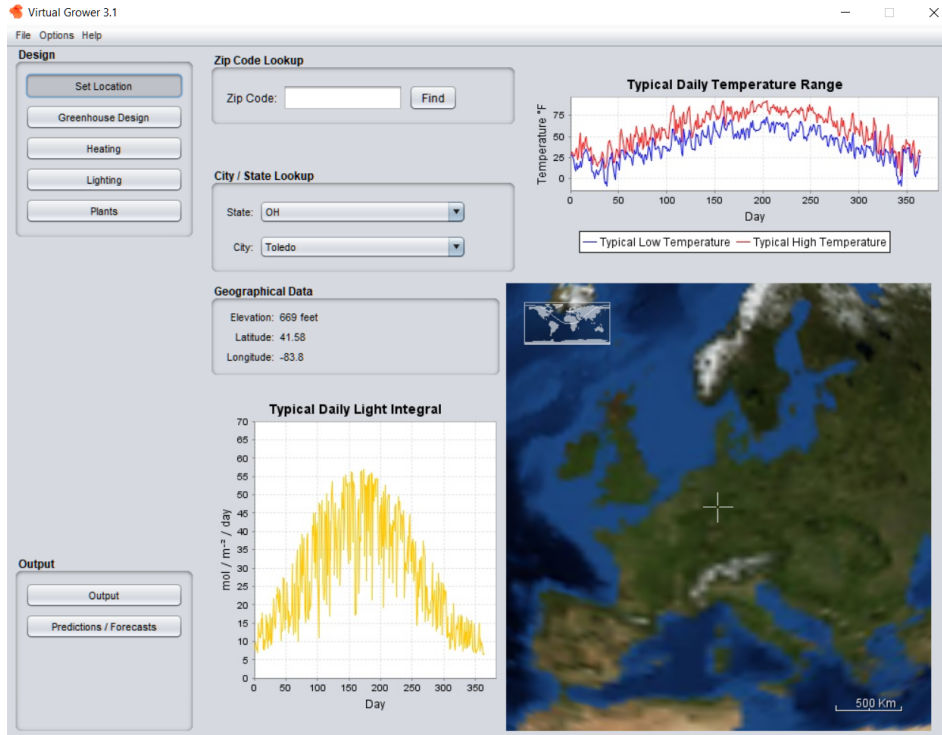 Virtual Grower 3.1
File Options Help
Design
Set Location
Greenhouse Design
Heating
Lighting
Plants
Zip Code Lookup
Zip Code:
Find
City / State Lookup
State: OH
City: Toledo
Geographical Data
Elevation: 669 feet
Latitude: 41.58
Longitude: -83.8
Typical Daily Temperature Range
Temperature °F
75
50
25
0
0 50 100 150 200 250 300 350
Day
Typical Low Temperature Typical High Temperature
Typical Daily Light Integral
mol / m⁻² / day
70
65
60
55
50
45
40
35
30
25
20
15
10
5
0
0 50 100 150 200 250 300 350
Day
500 Km
Output
Output
Predictions / Forecasts